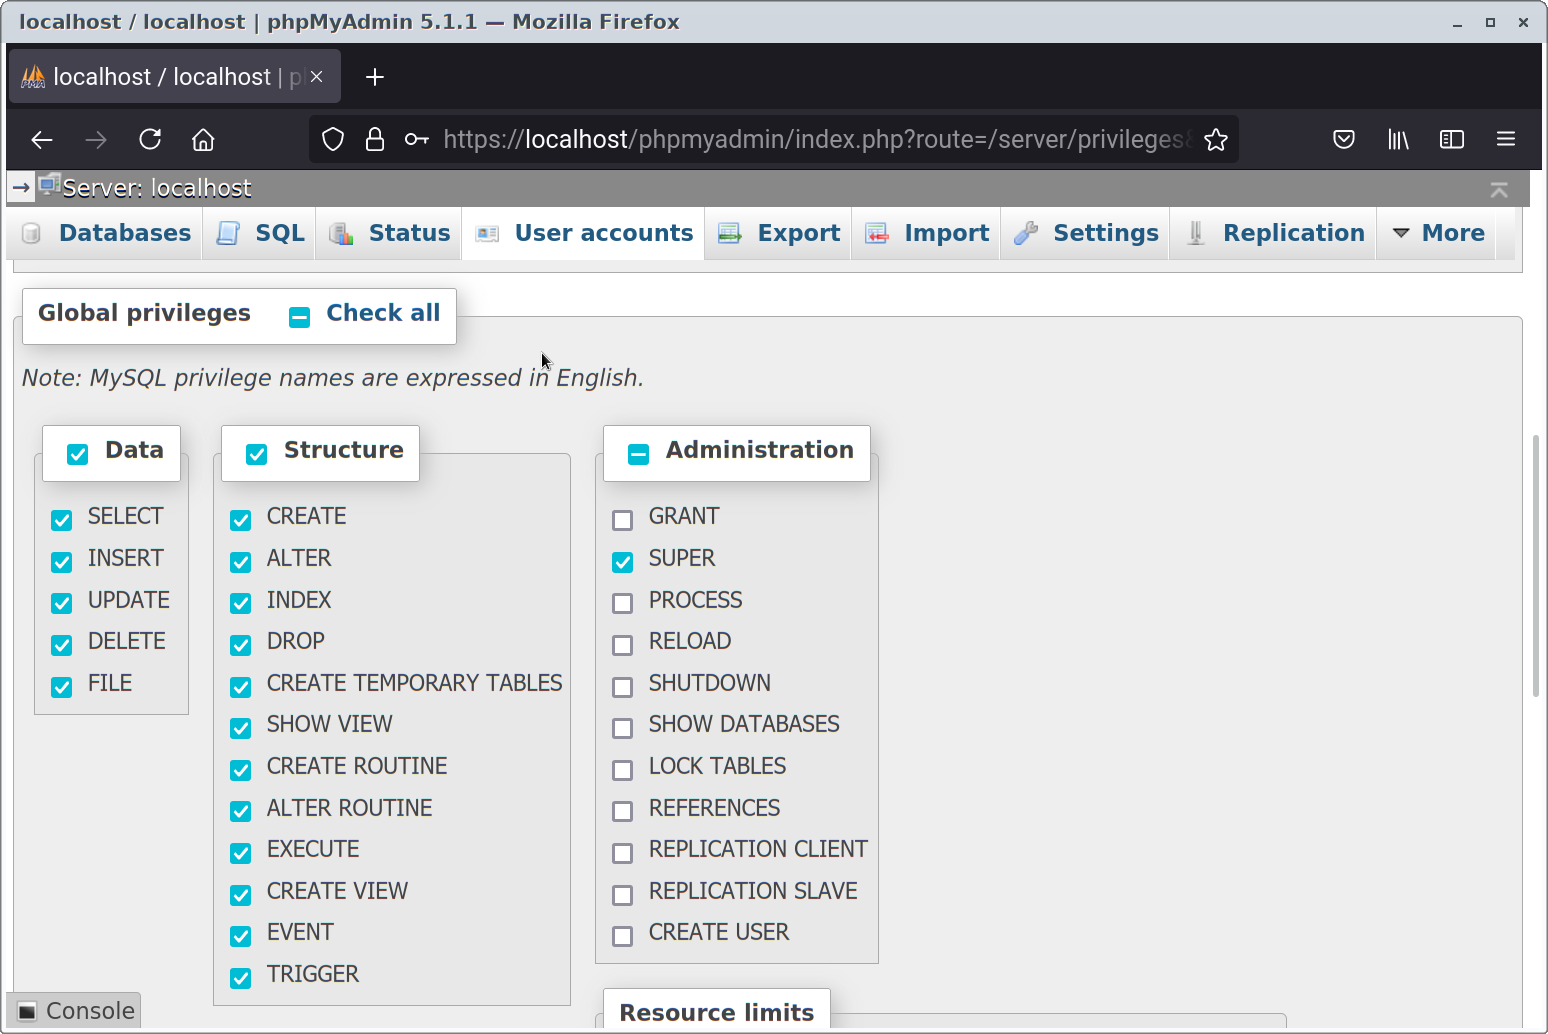 localhost / localhost | phpMyAdmin 5.1.1 — Mozilla Firefox
localhost / localhost | p
https://localhost/phpmyadmin/index.php?route=/server/privileges
Server: localhost
Databases SQL Status User accounts Export Import Settings Replication More
Global privileges Check all
Note: MySQL privilege names are expressed in English.
Data
SELECT
INSERT
UPDATE
DELETE
FILE
Structure
CREATE
ALTER
INDEX
DROP
CREATE TEMPORARY TABLES
SHOW VIEW
CREATE ROUTINE
ALTER ROUTINE
EXECUTE
CREATE VIEW
EVENT
TRIGGER
Administration
GRANT
SUPER
PROCESS
RELOAD
SHUTDOWN
SHOW DATABASES
LOCK TABLES
REFERENCES
REPLICATION CLIENT
REPLICATION SLAVE
CREATE USER
Resource limits
Console